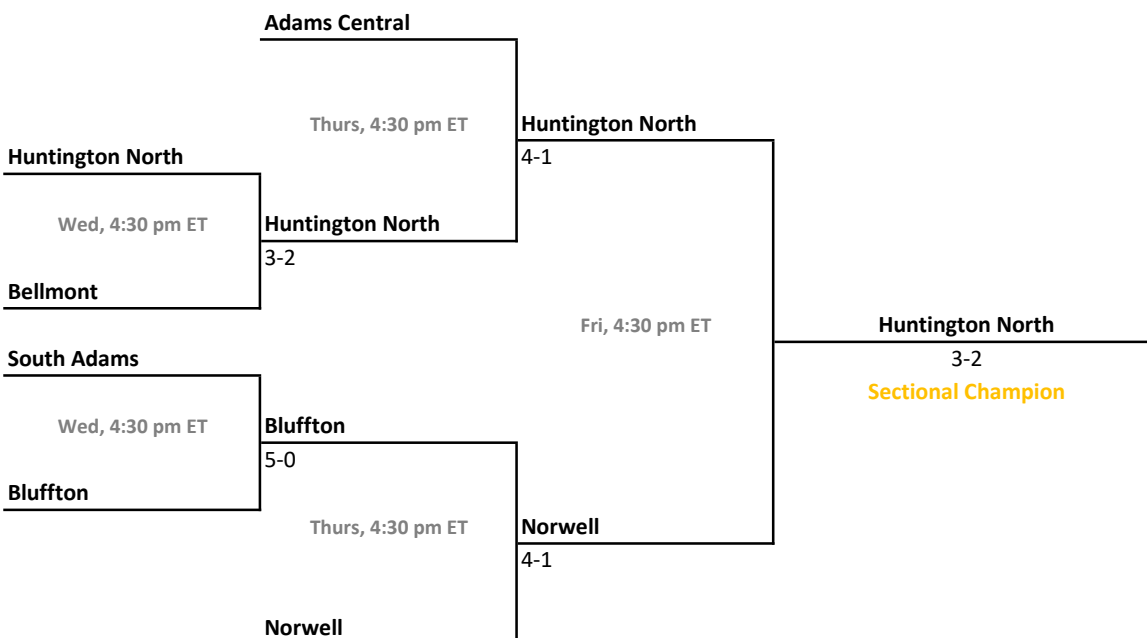 Adams Central
Thurs, 4:30 pm ET
Huntington North
4-1
Huntington North
Wed, 4:30 pm ET
Huntington North
3-2
Bellmont
Fri, 4:30 pm ET
Huntington North
3-2
Sectional Champion
South Adams
Wed, 4:30 pm ET
Bluffton
5-0
Bluffton
Thurs, 4:30 pm ET
Norwell
4-1
Norwell